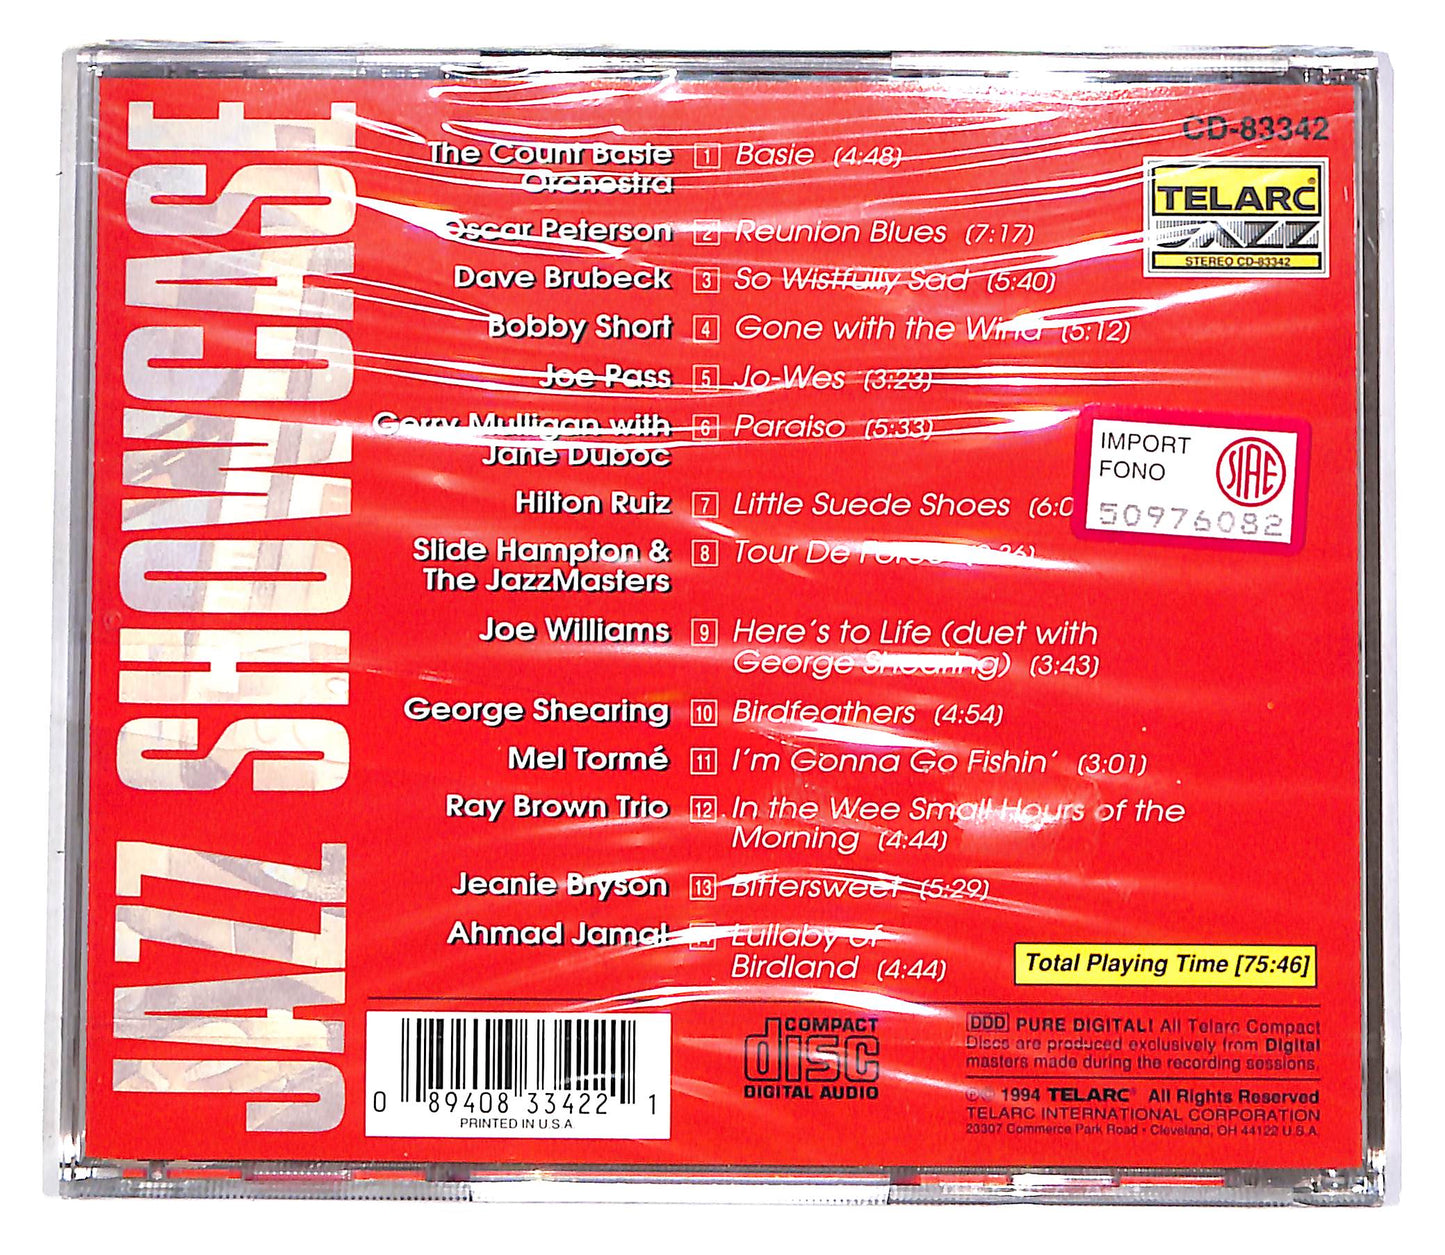 JAZZ SHOWCASE
CD-83342
TELARC
JAZZ
STEREO CD-83342
The Count Basie Orchestra 1 Basie (4:48)
Oscar Peterson 2 Reunion Blues (7:17)
Dave Brubeck 3 So Wistfully Sad (5:40)
Bobby Short 4 Gone with the Wind (5:12)
Joe Pass 5 Jo-Wes (3:23)
Gerry Mulligan with Jane Duboc 6 Paraiso (5:33)
Hilton Ruiz 7 Little Suede Shoes
Slide Hampton & The JazzMasters 8 Tour De Force
Joe Williams 9 Here's to Life (duet with
George Shearing) (3:43)
George Shearing 10 Birdfeathers (4:54)
Mel Tormé 11 I'm Gonna Go Fishin' (3:01)
Ray Brown Trio 12 In the Wee Small Hours of the
Morning (4:44)
Jeanie Bryson 13 Bittersweet (5:29)
Ahmad Jamal 14 Lullaby of
Birdland (4:44)
IMPORT
FONO
SIAE
50976082
Total Playing Time [75:46]
0 89408 33422 1
PRINTED IN U.S.A
COMPACT
disc
DIGITAL AUDIO
DDD PURE DIGITAL! All Telarc Compact
Discs are produced exclusively from Digital
masters made during the recording sessions.
℗© 1994 TELARC® All Rights Reserved
TELARC INTERNATIONAL CORPORATION
23307 Commerce Park Road • Cleveland, OH 44122 U.S.A.